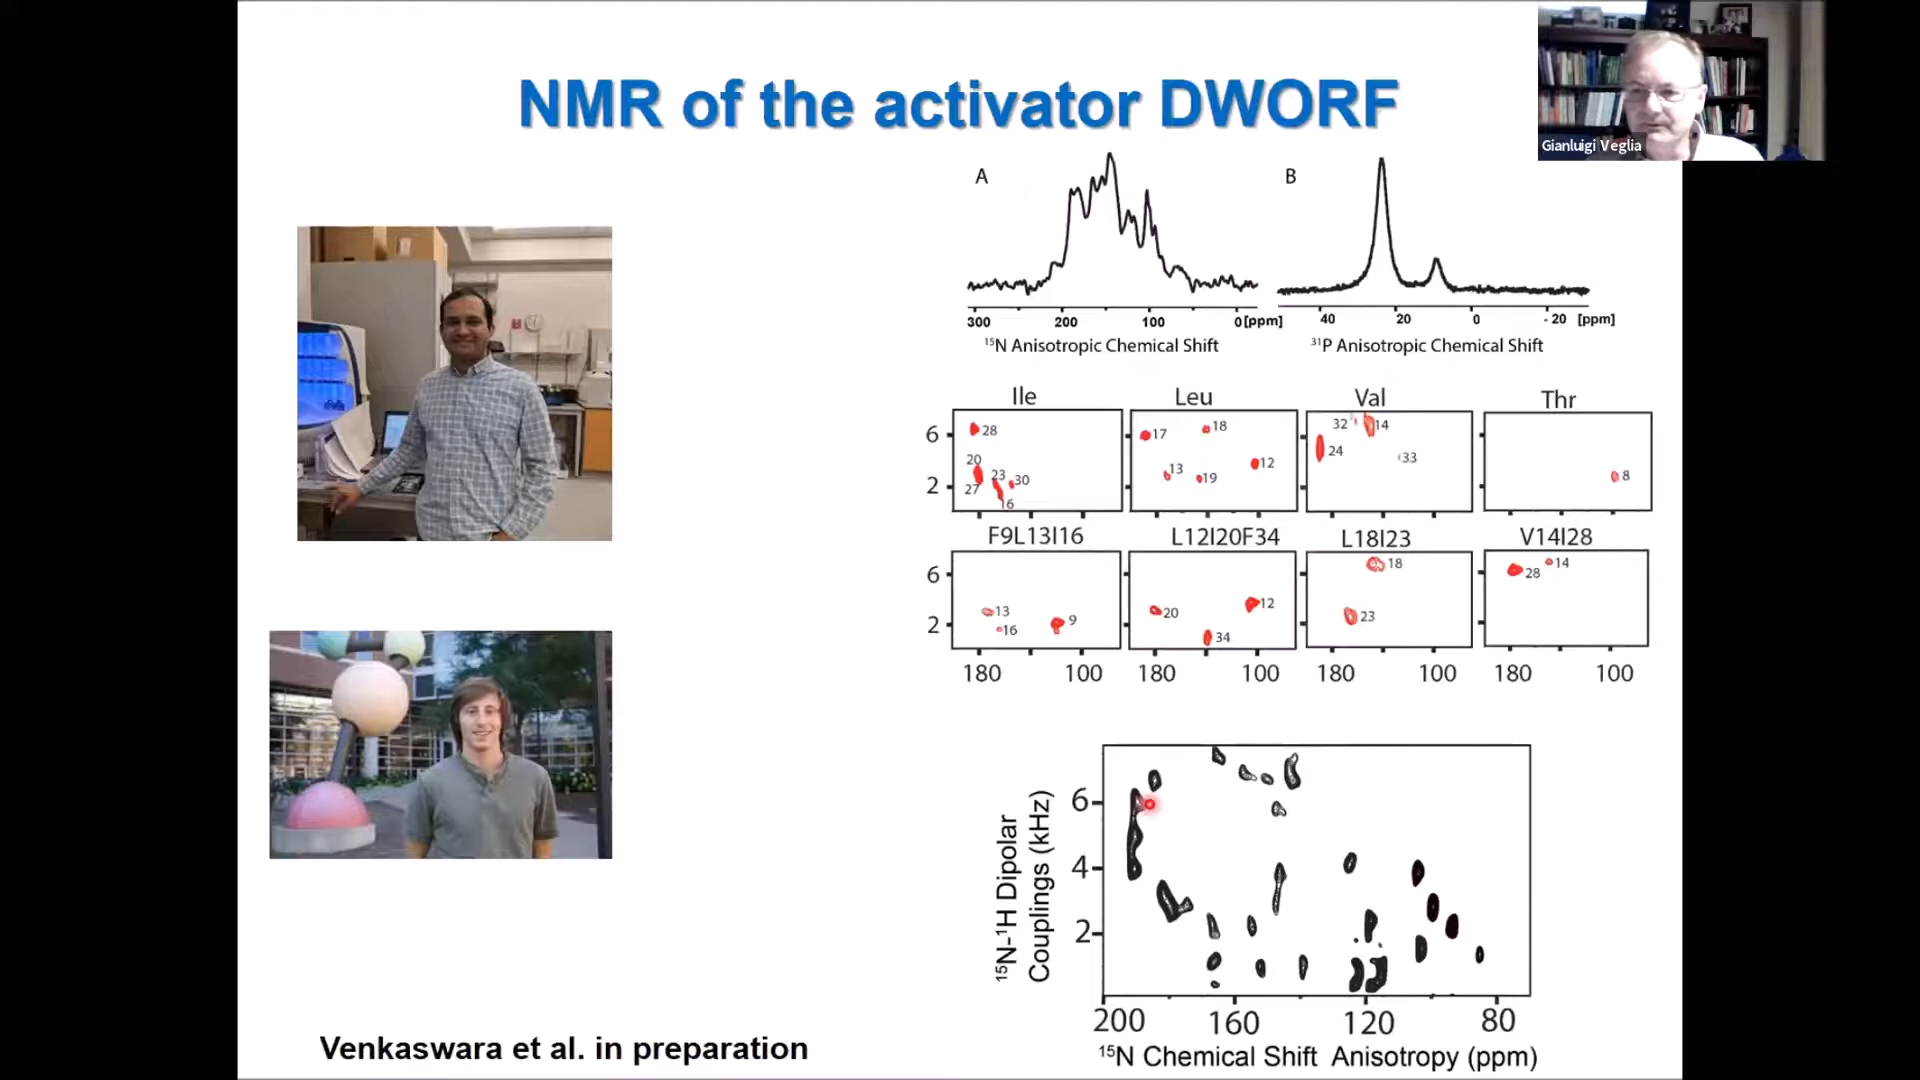 NMR of the activator DWORF
Gianluigi Veglia
A
B
300 200 100 0[ppm]
40 20 0 - 20 [ppm]
¹⁵N Anisotropic Chemical Shift
³¹P Anisotropic Chemical Shift
Ile Leu Val Thr
6
2
28
20
27
23
30
16
17
18
13
19
12
32
14
24
33
8
F9L13I16 L12I20F34 L18I23 V14I28
6
2
13
16
9
20
12
34
18
23
28
14
180 100 180 100 180 100 180 100
¹⁵N-¹H Dipolar
Couplings (kHz)
6
4
2
200 160 120 80
¹⁵N Chemical Shift Anisotropy (ppm)
Venkaswara et al. in preparation